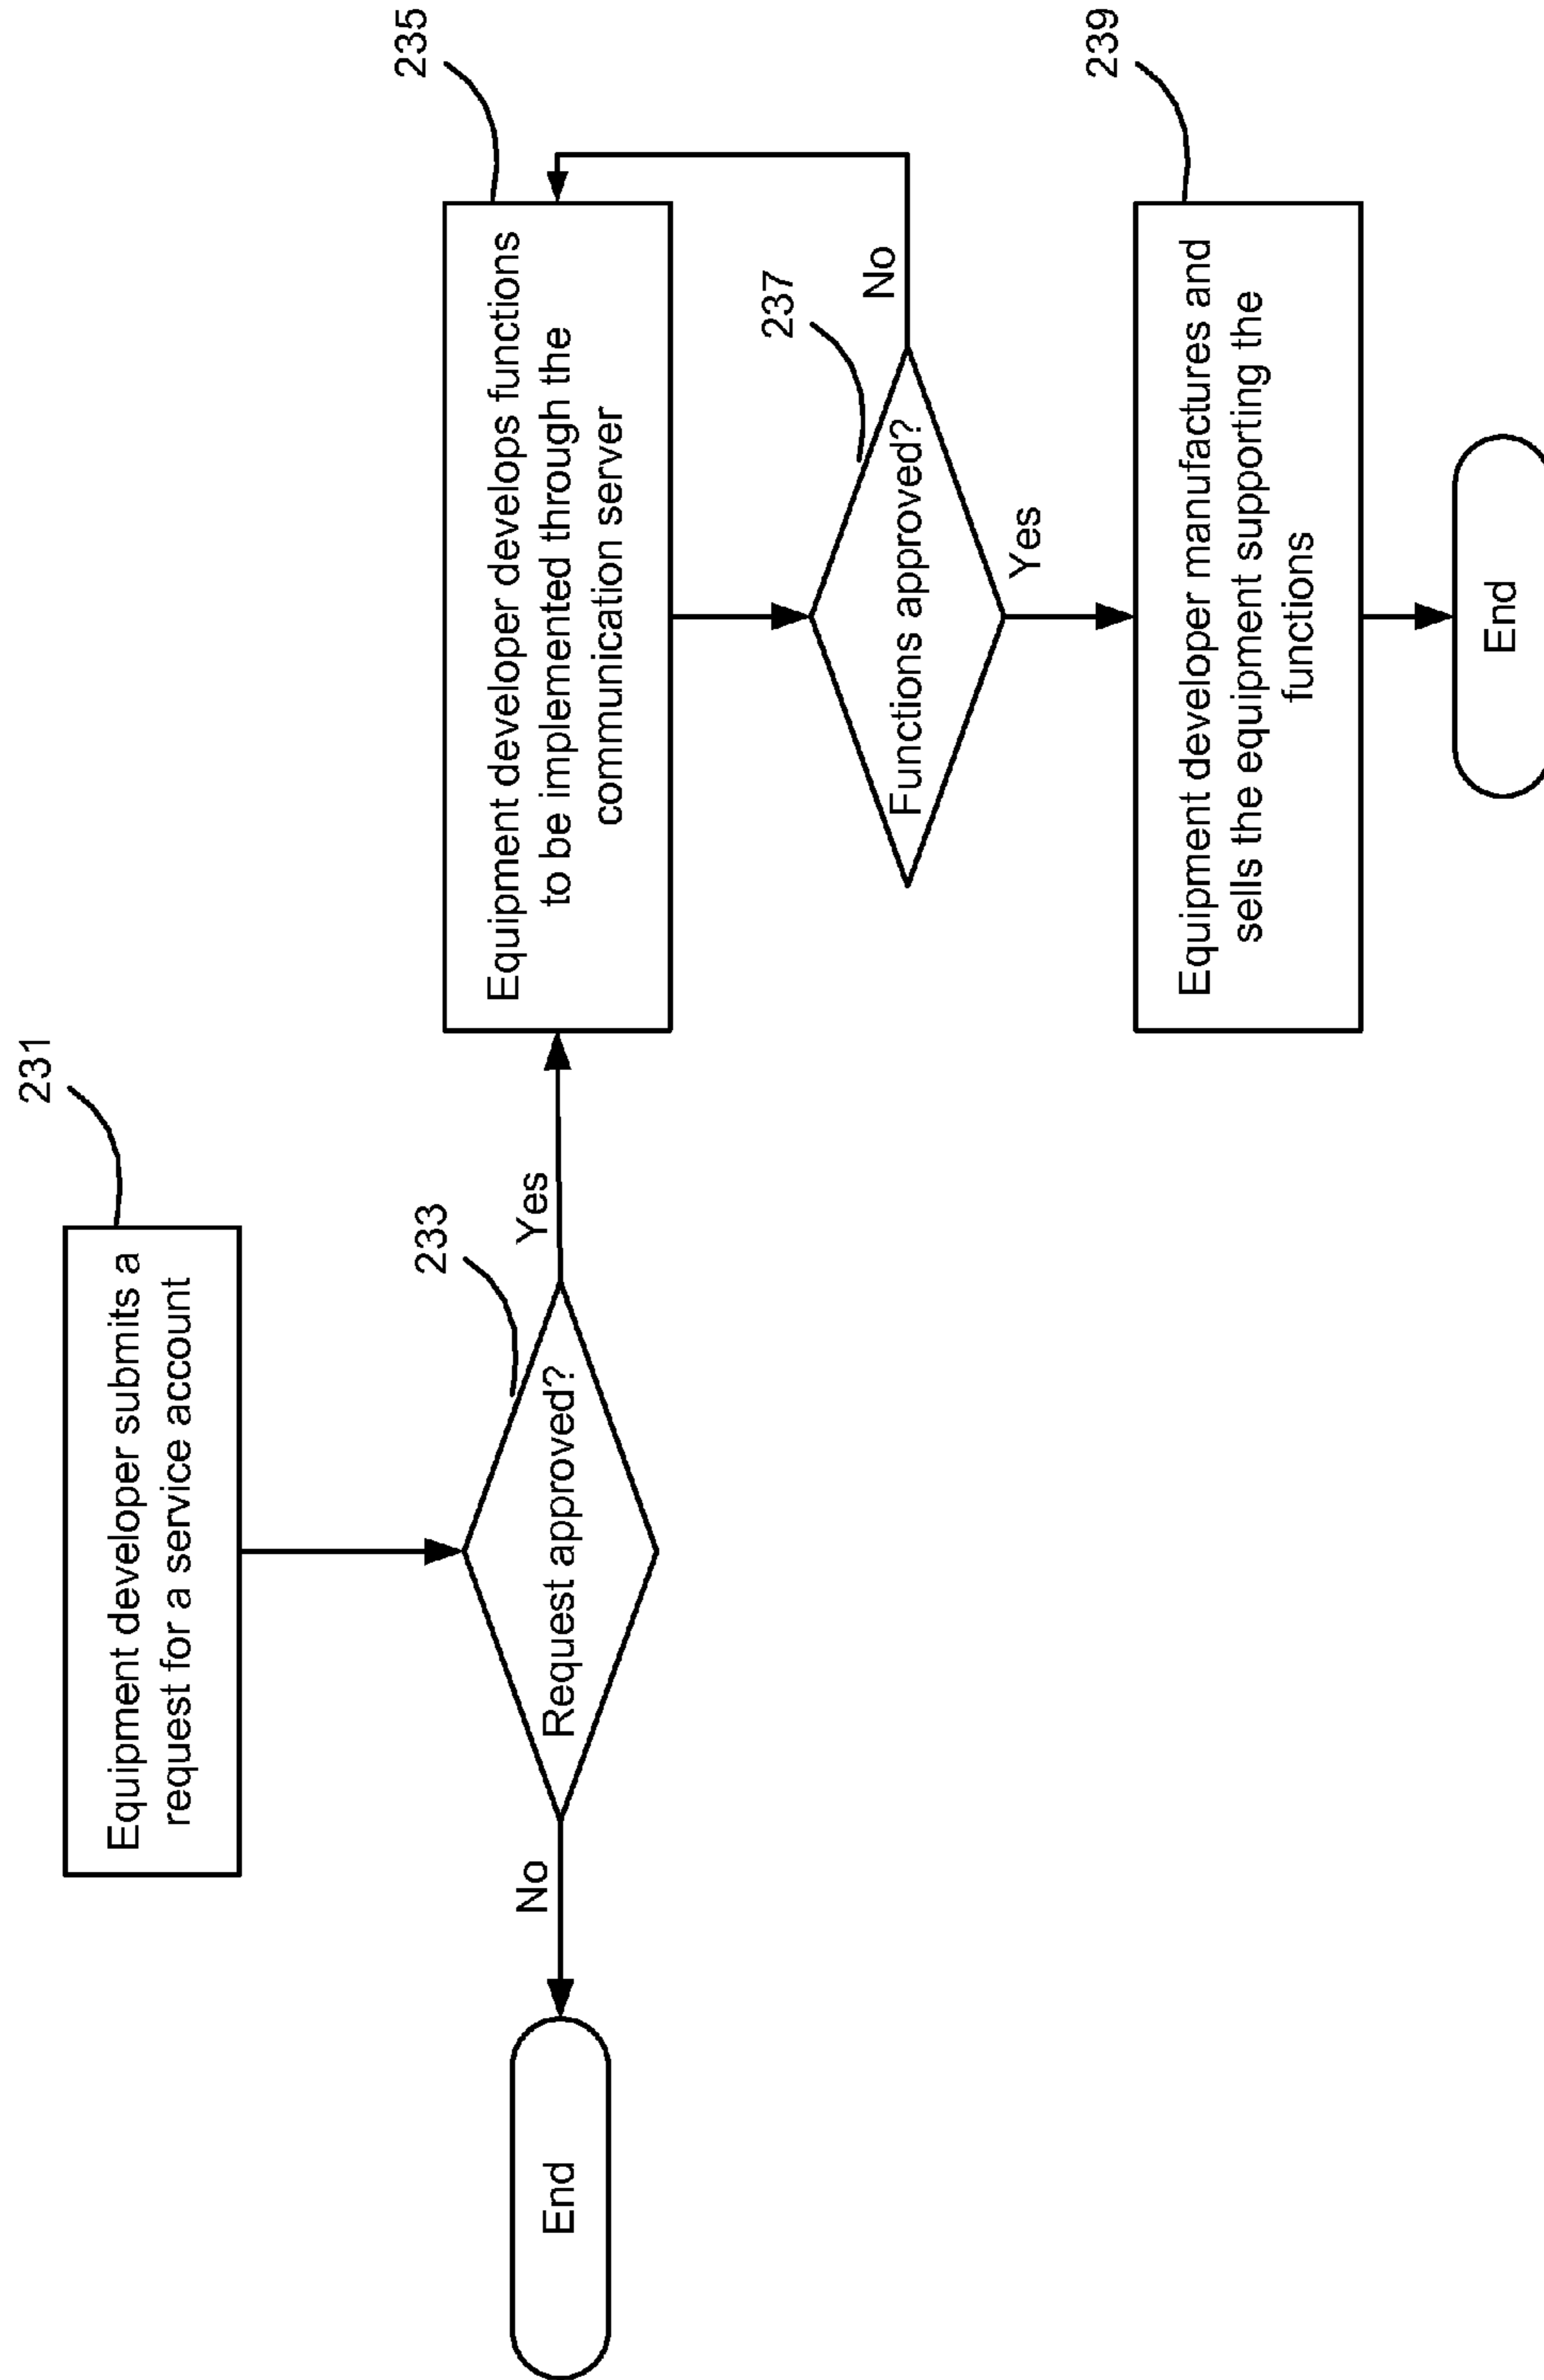 231
Equipment developer submits a
request for a service account
233
Request approved?
No
Yes
End
235
Equipment developer develops functions
to be implemented through the
communication server
237
Functions approved?
No
Yes
239
Equipment developer manufactures and
sells the equipment supporting the
functions
End